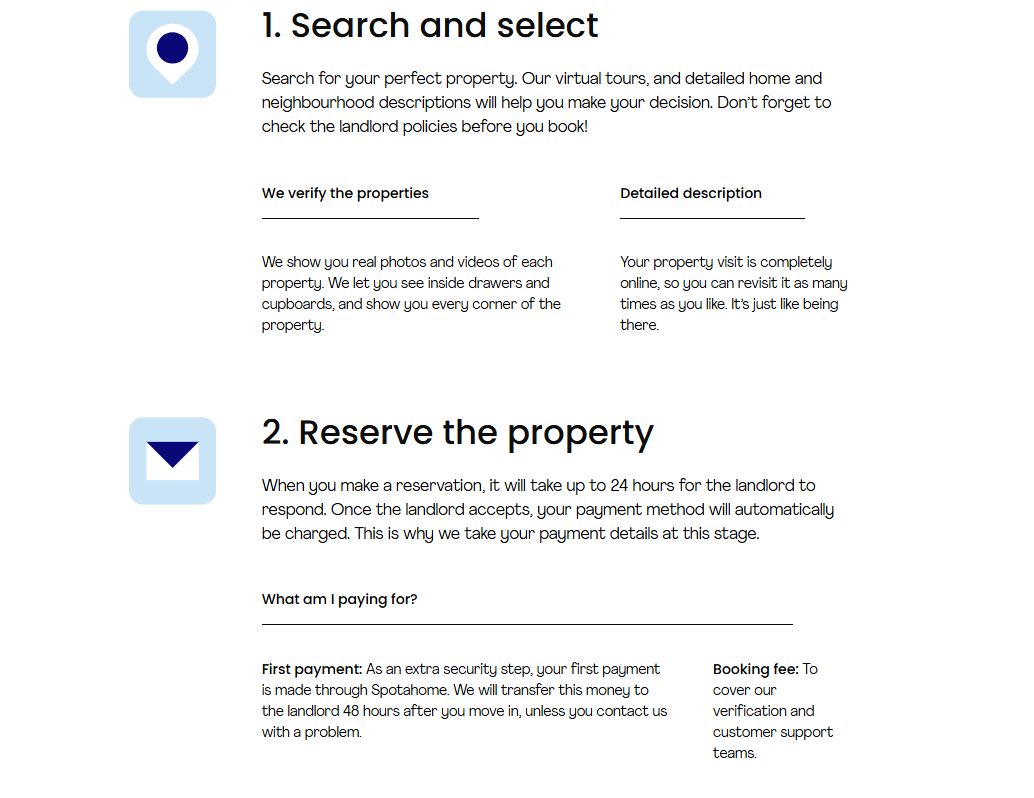 1. Search and select
Search for your perfect property. Our virtual tours, and detailed home and
neighbourhood descriptions will help you make your decision. Don't forget to
check the landlord policies before you book!
We verify the properties
We show you real photos and videos of each
property. We let you see inside drawers and
cupboards, and show you every corner of the
property.
Detailed description
Your property visit is completely
online, so you can revisit it as many
times as you like. It's just like being
there.
2. Reserve the property
When you make a reservation, it will take up to 24 hours for the landlord to
respond. Once the landlord accepts, your payment method will automatically
be charged. This is why we take your payment details at this stage.
What am I paying for?
First payment: As an extra security step, your first payment
is made through Spotahome. We will transfer this money to
the landlord 48 hours after you move in, unless you contact us
with a problem.
Booking fee: To
cover our
verification and
customer support
teams.